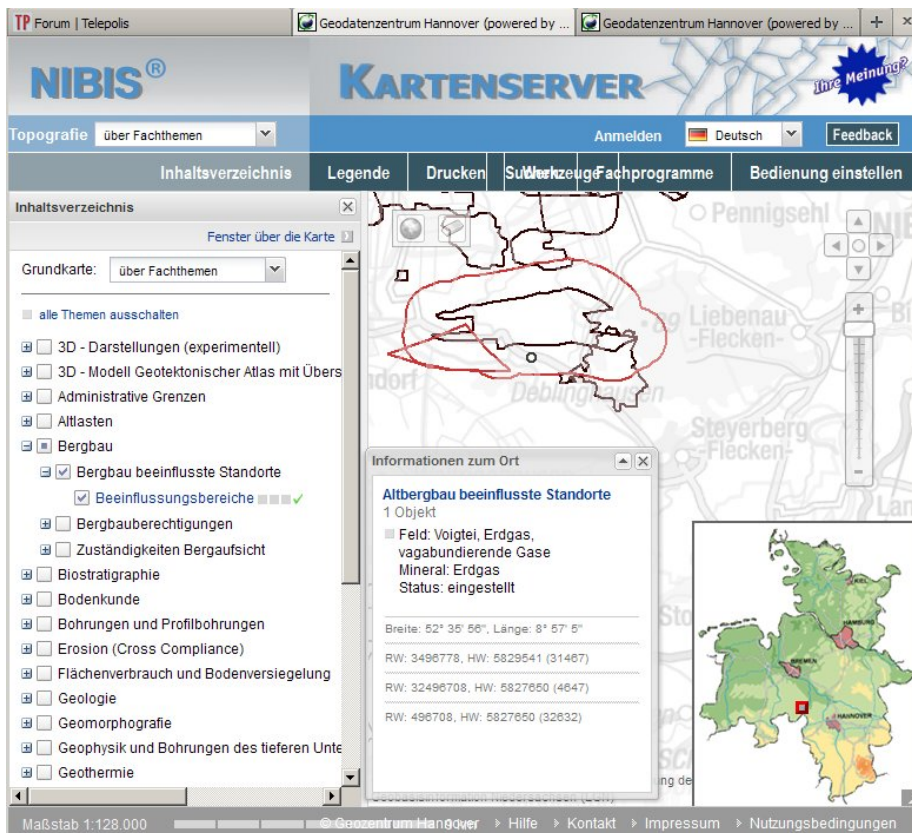 TP Forum | Telepolis
Geodatenzentrum Hannover (powered by ...
Geodatenzentrum Hannover (powered by ...
NIBIS®
KARTENSERVER
Ihre Meinung?
Topografie
über Fachthemen
Anmelden
Deutsch
Feedback
Inhaltsverzeichnis
Legende
Drucken
Suche
Werkzeuge
Fachprogramme
Bedienung einstellen
Inhaltsverzeichnis
Fenster über die Karte
Grundkarte:
über Fachthemen
alle Themen ausschalten
3D - Darstellungen (experimentell)
3D - Modell Geotektonischer Atlas mit Übers
Administrative Grenzen
Altlasten
Bergbau
Bergbau beeinflusste Standorte
Beeinflussungsbereiche
Bergbauberechtigungen
Zuständigkeiten Bergaufsicht
Biostratigraphie
Bodenkunde
Bohrungen und Profilbohrungen
Erosion (Cross Compliance)
Flächenverbrauch und Bodenversiegelung
Geologie
Geomorphografie
Geophysik und Bohrungen des tieferen Unte
Geothermie
Pennigsehl
Liebenau
-Flecken-
Deblinghausen
Steyerberg
-Flecken-
Informationen zum Ort
Altbergbau beeinflusste Standorte
1 Objekt
Feld: Voigtei, Erdgas,
vagabundierende Gase
Mineral: Erdgas
Status: eingestellt
Breite: 52° 35' 56", Länge: 8° 57' 5"
RW: 3496778, HW: 5829541 (31467)
RW: 32496708, HW: 5827650 (4647)
RW: 496708, HW: 5827650 (32632)
KIEL
HAMBURG
BREMEN
HANNOVER
Maßstab 1:128.000
© Geozentrum Hannover
Hilfe
Kontakt
Impressum
Nutzungsbedingungen